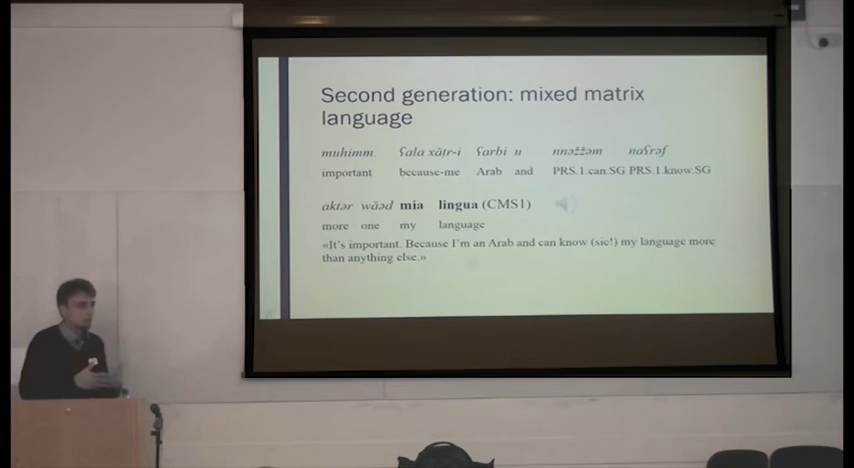 Second generation: mixed matrix
language
muhimm. ʕala xāṭr-i ʕarbi u nnəžžəm naʕrəf
important because-me Arab and PRS.1.can.SG PRS.1.know.SG
aktər wāəd mia lingua (CMS1)
more one my language
«It's important. Because I'm an Arab and can know (sic!) my language more
than anything else.»